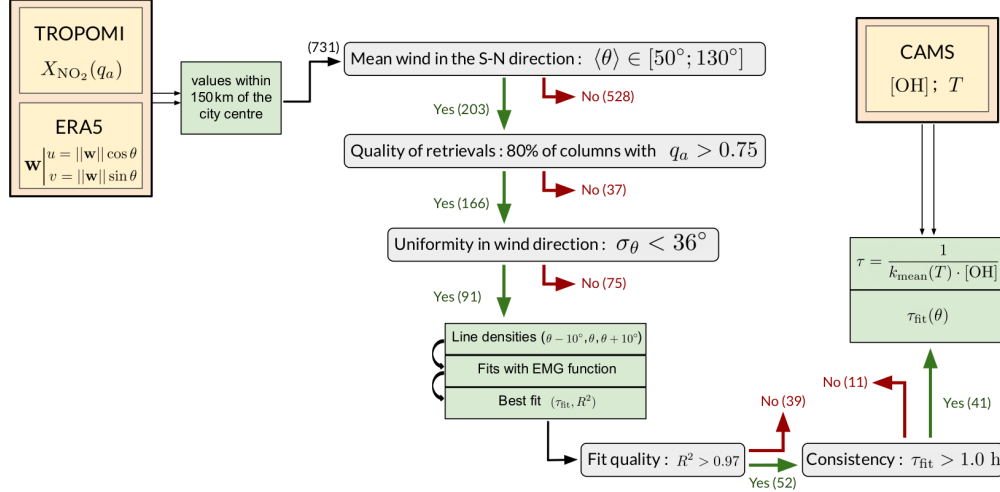 TROPOMI
X_NO₂(qₐ)
ERA5
w | u = ||w|| cos θ
v = ||w|| sin θ
values within
150 km of the
city centre
(731)
Mean wind in the S-N direction : ⟨θ⟩ ∈ [50°; 130°]
Yes (203)
No (528)
Quality of retrievals : 80% of columns with qₐ > 0.75
Yes (166)
No (37)
Uniformity in wind direction : σ_θ < 36°
Yes (91)
No (75)
Line densities (θ − 10°, θ, θ + 10°)
Fits with EMG function
Best fit (τ_fit, R²)
Fit quality : R² > 0.97
No (39)
Yes (52)
Consistency : τ_fit > 1.0 h
No (11)
Yes (41)
τ = 1 / k_mean(T) · [OH]
τ_fit(θ)
CAMS
[OH] ; T